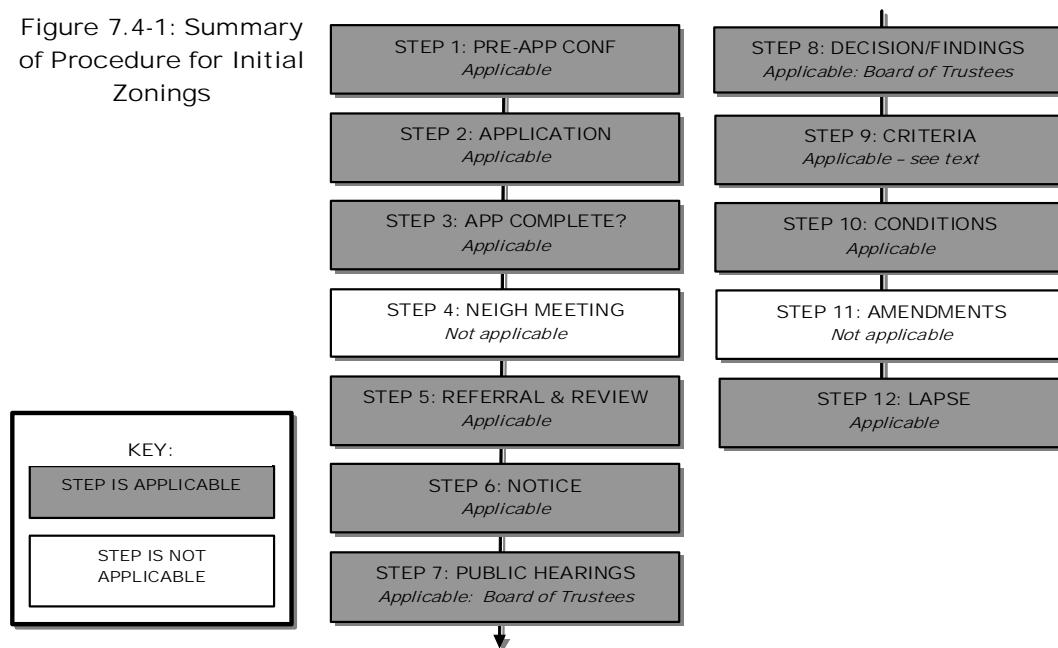 Figure 7.4-1: Summary
of Procedure for Initial
Zonings
STEP 1: PRE-APP CONF
Applicable
STEP 2: APPLICATION
Applicable
STEP 3: APP COMPLETE?
Applicable
STEP 4: NEIGH MEETING
Not applicable
STEP 5: REFERRAL & REVIEW
Applicable
STEP 6: NOTICE
Applicable
STEP 7: PUBLIC HEARINGS
Applicable: Board of Trustees
STEP 8: DECISION/FINDINGS
Applicable: Board of Trustees
STEP 9: CRITERIA
Applicable – see text
STEP 10: CONDITIONS
Applicable
STEP 11: AMENDMENTS
Not applicable
STEP 12: LAPSE
Applicable
KEY:
STEP IS APPLICABLE
STEP IS NOT
APPLICABLE